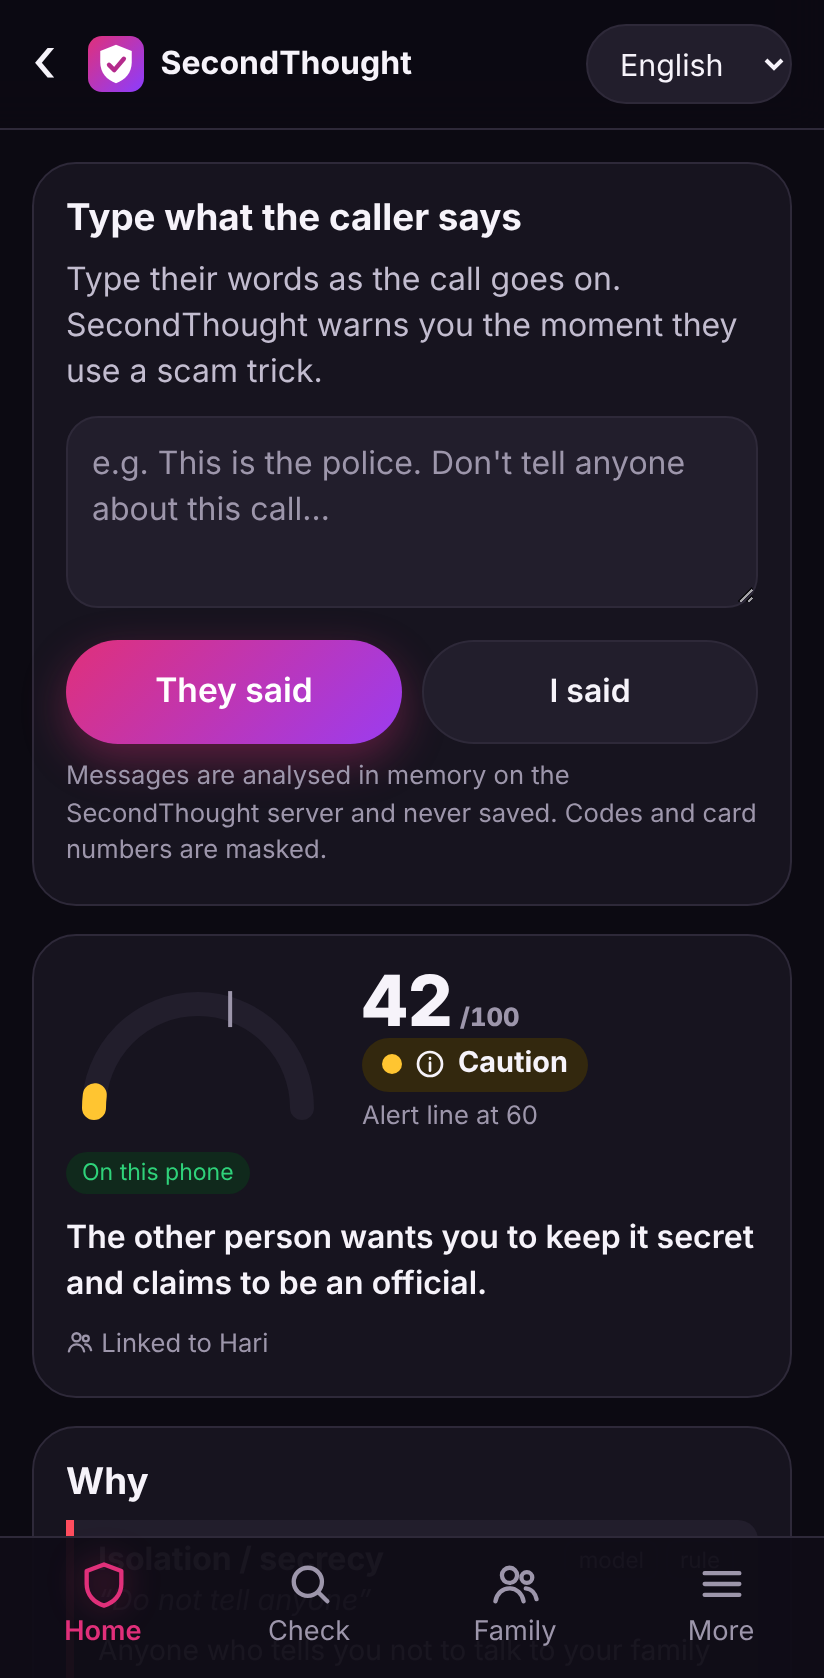 SecondThought
English
Type what the caller says
Type their words as the call goes on.
SecondThought warns you the moment they
use a scam trick.
e.g. This is the police. Don't tell anyone
about this call...
They said
I said
Messages are analysed in memory on the
SecondThought server and never saved. Codes and card
numbers are masked.
42 /100
Caution
Alert line at 60
On this phone
The other person wants you to keep it secret
and claims to be an official.
Linked to Hari
Why
Isolation / secrecy
model
rule
"Do not tell anyone"
Anyone who tells you not to talk to your family
Home
Check
Family
More